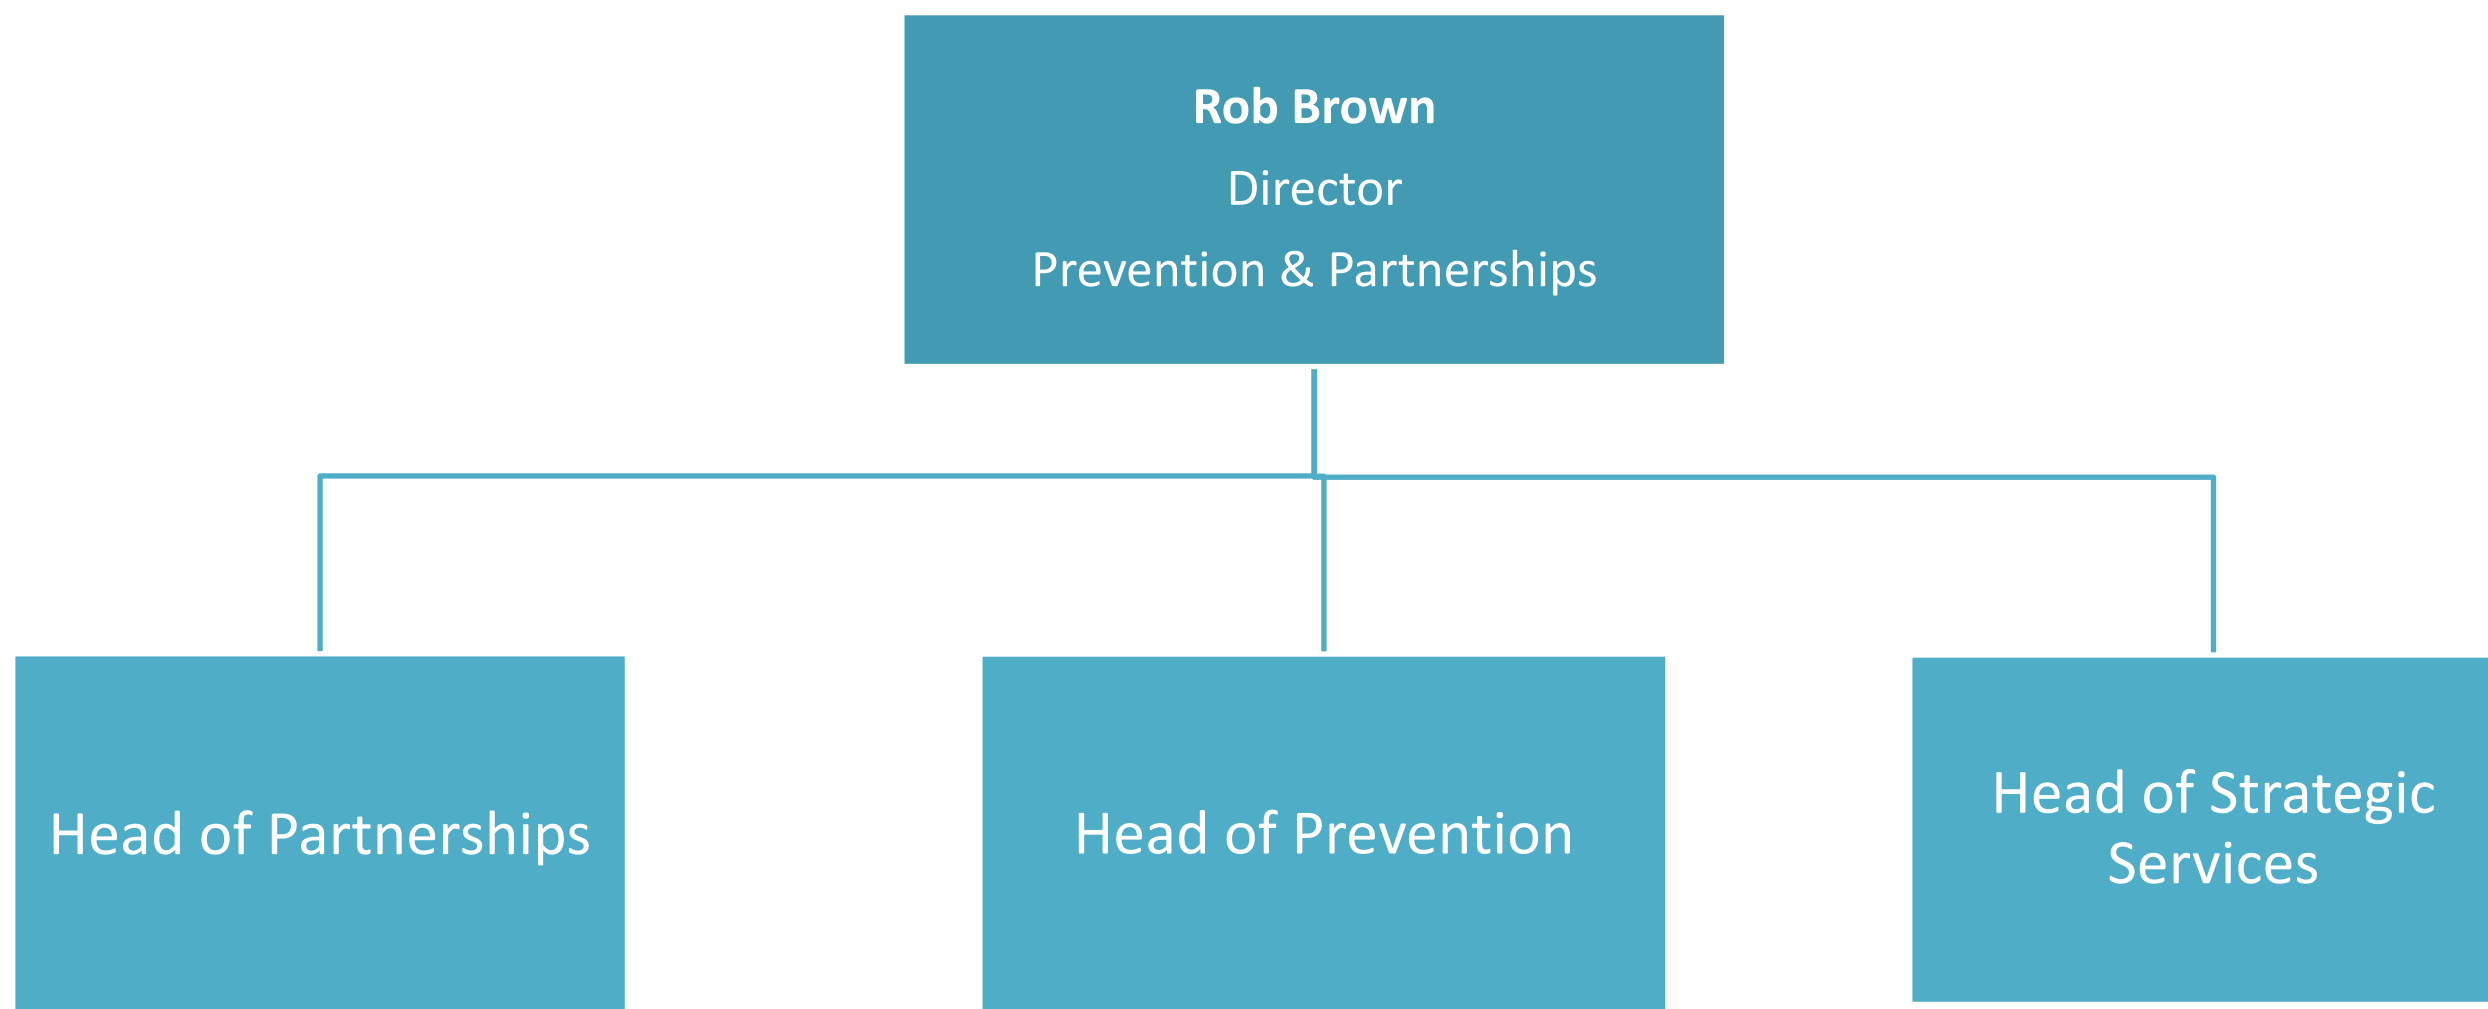 Rob Brown
Director
Prevention & Partnerships
Head of Partnerships
Head of Prevention
Head of Strategic
Services